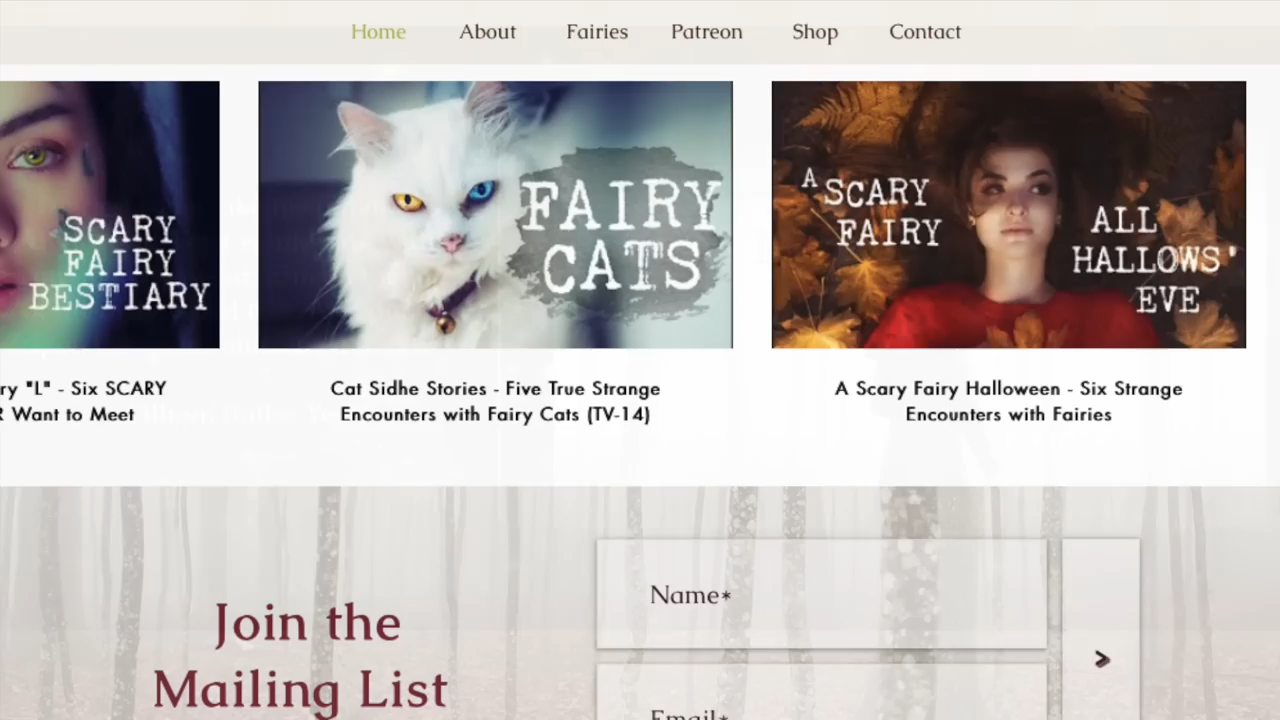 Home About Fairies Patreon Shop Contact
SCARY
FAIRY
BESTIARY
FAIRY
CATS
A SCARY
FAIRY
ALL
HALLOWS'
EVE
ry "L" - Six SCARY
R Want to Meet
Cat Sidhe Stories - Five True Strange
Encounters with Fairy Cats (TV-14)
A Scary Fairy Halloween - Six Strange
Encounters with Fairies
Join the
Mailing List
Name*
>
Email*